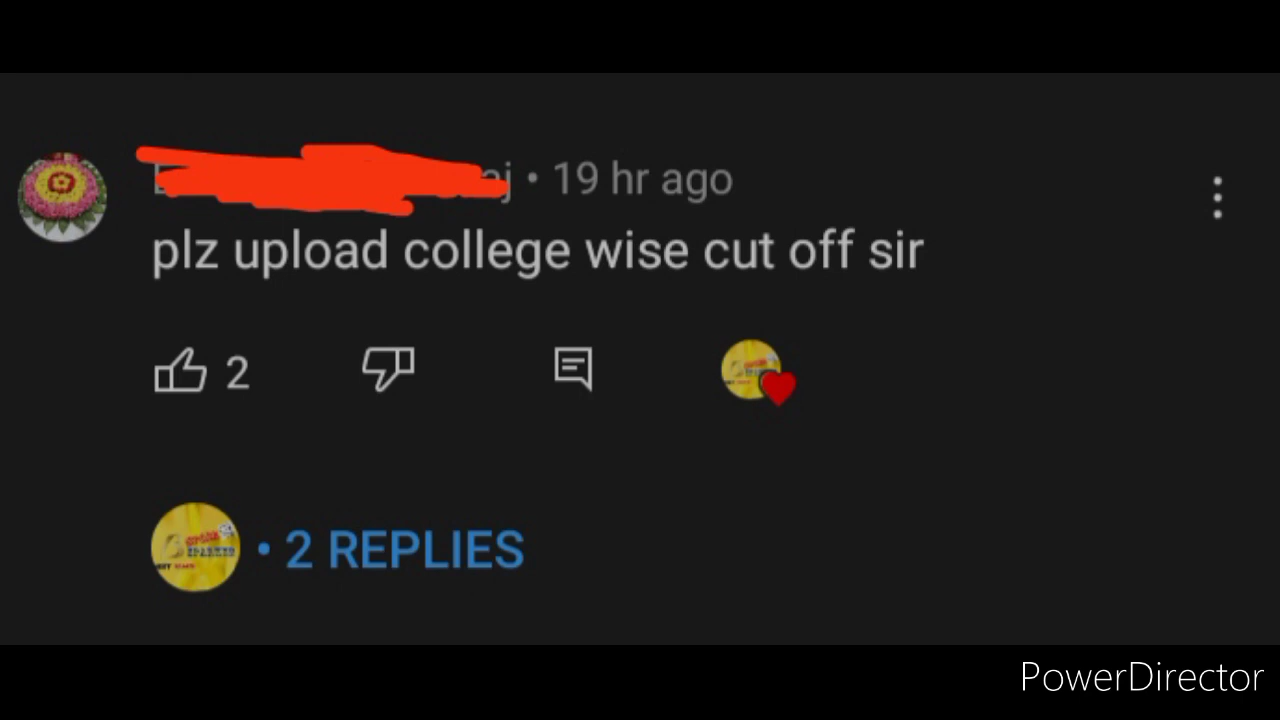 • 19 hr ago
plz upload college wise cut off sir
2
• 2 REPLIES
PowerDirector